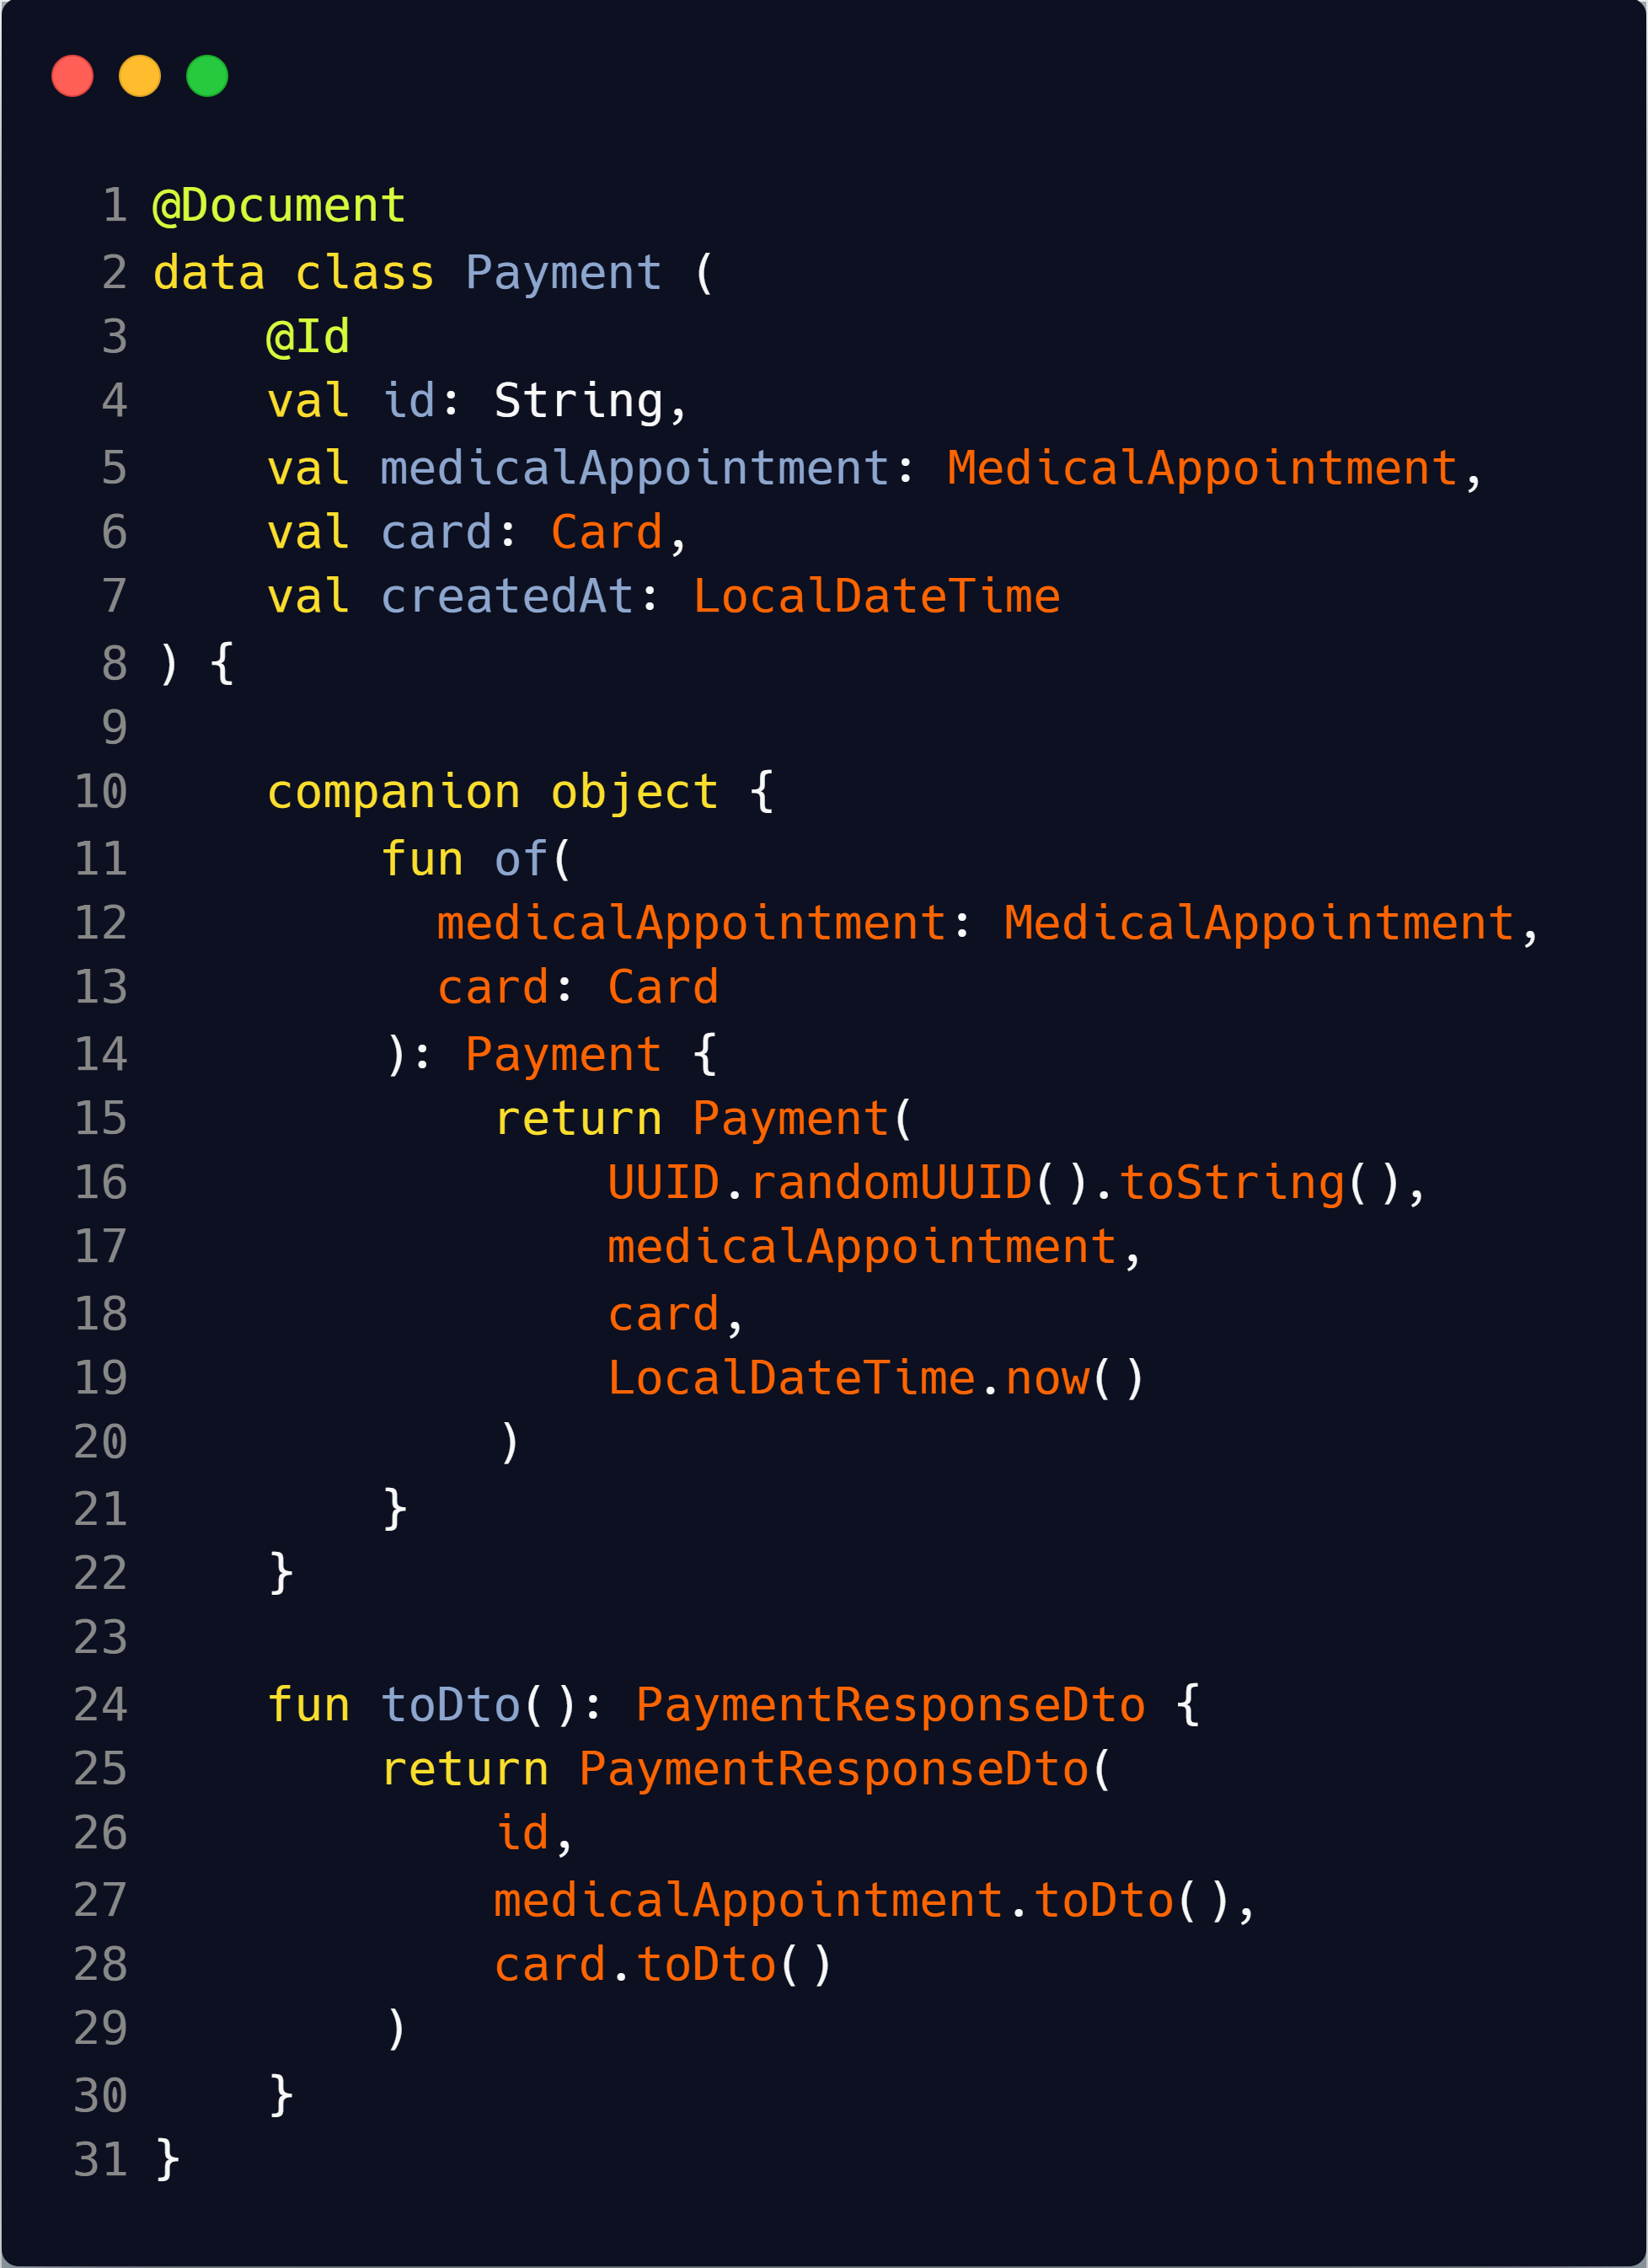 1 @Document
2 data class Payment (
3     @Id
4     val id: String,
5     val medicalAppointment: MedicalAppointment,
6     val card: Card,
7     val createdAt: LocalDateTime
8 ) {
9
10     companion object {
11         fun of(
12           medicalAppointment: MedicalAppointment,
13           card: Card
14         ): Payment {
15             return Payment(
16                 UUID.randomUUID().toString(),
17                 medicalAppointment,
18                 card,
19                 LocalDateTime.now()
20             )
21         }
22     }
23
24     fun toDto(): PaymentResponseDto {
25         return PaymentResponseDto(
26             id,
27             medicalAppointment.toDto(),
28             card.toDto()
29         )
30     }
31 }